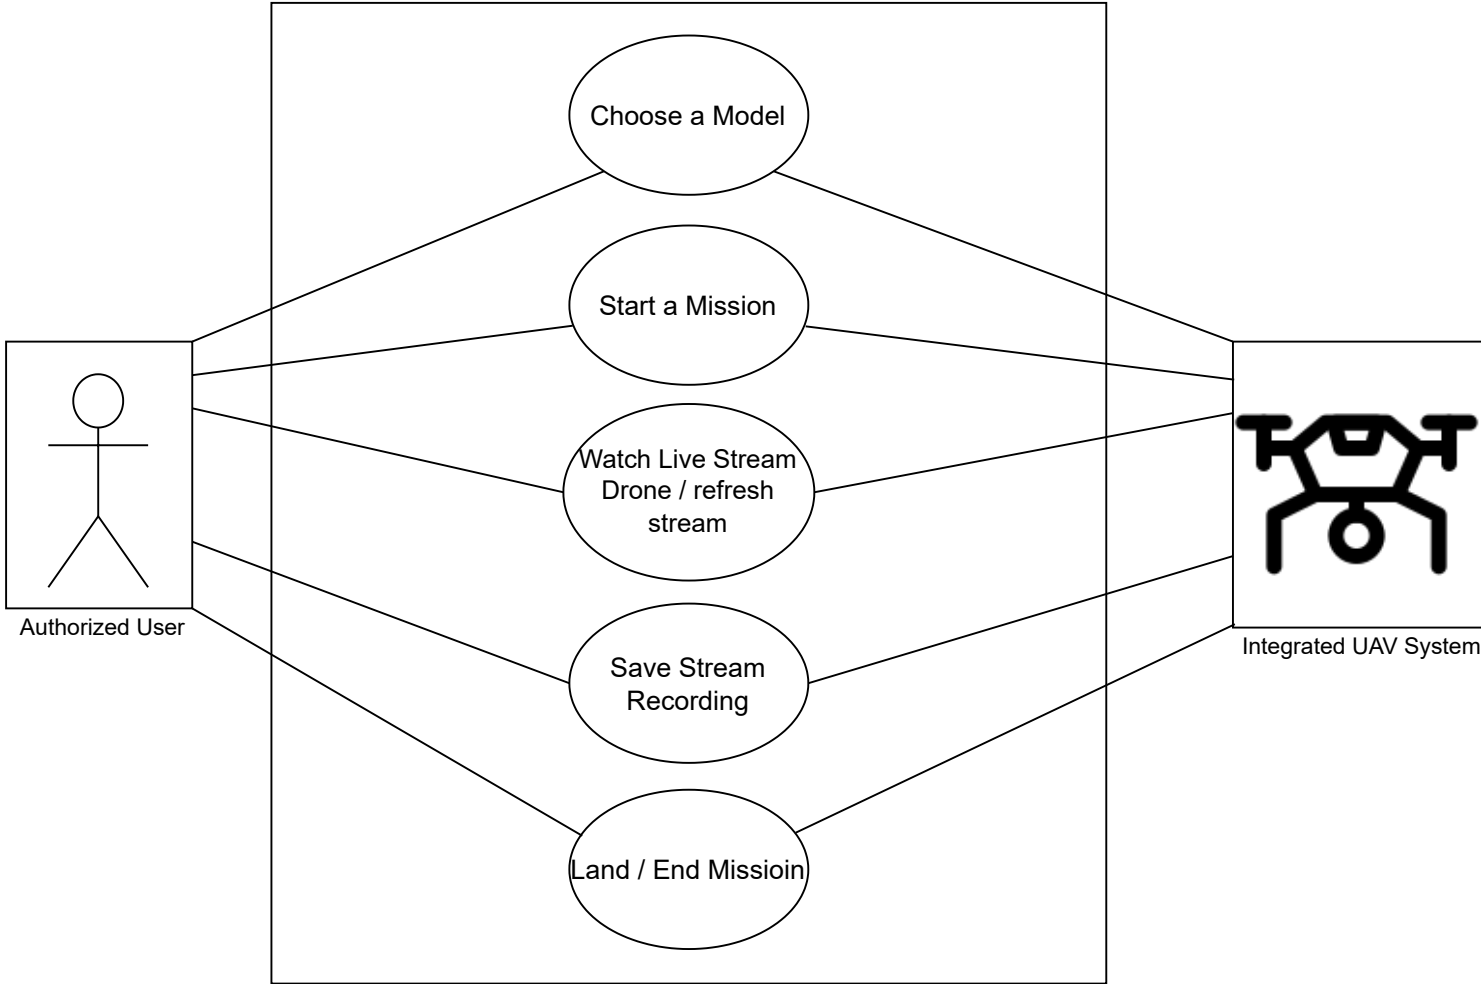 Choose a Model
Start a Mission
Watch Live Stream
Drone / refresh
stream
Authorized User
Integrated UAV System
Save Stream
Recording
Land / End Missioin